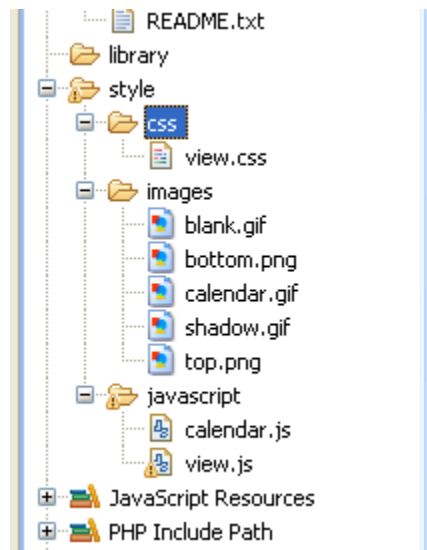 README.txt
library
style
css
view.css
images
blank.gif
bottom.png
calendar.gif
shadow.gif
top.png
javascript
calendar.js
view.js
JavaScript Resources
PHP Include Path